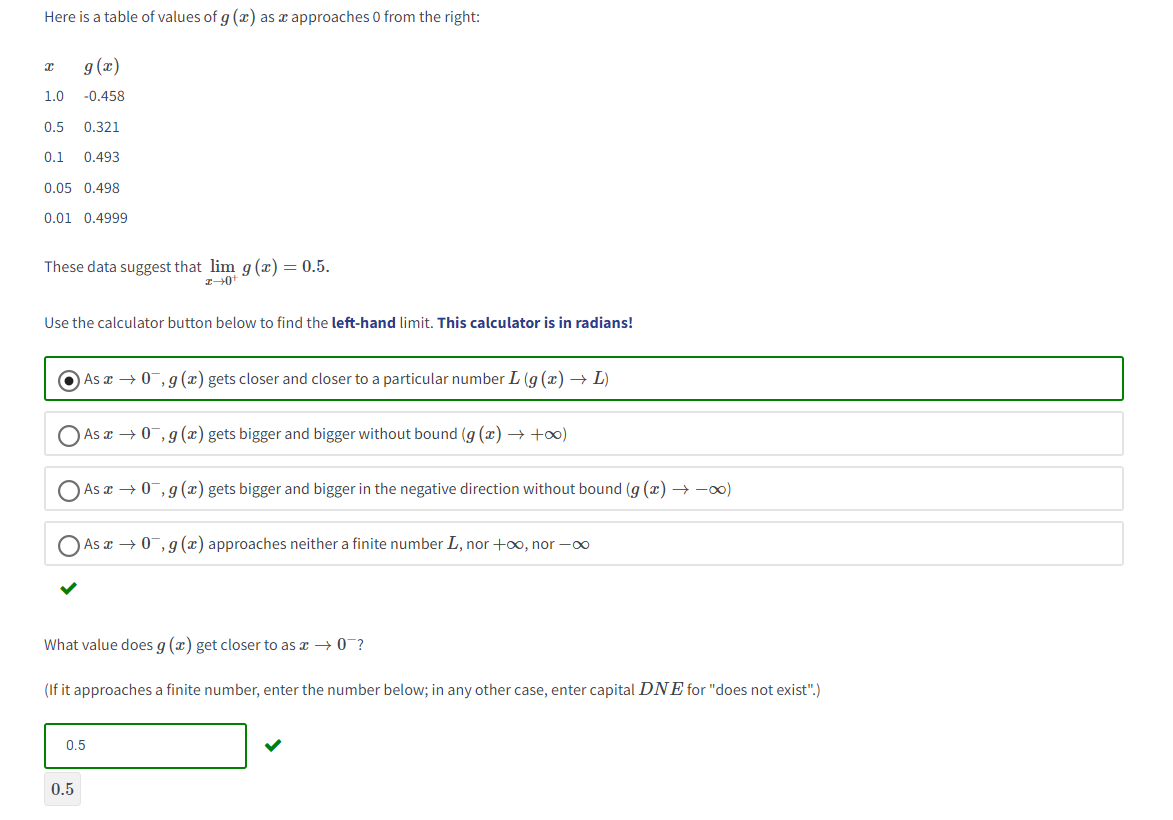 Here is a table of values of g (x) as x approaches 0 from the right:
x g (x)
1.0 -0.458
0.5 0.321
0.1 0.493
0.05 0.498
0.01 0.4999
These data suggest that lim x→0⁺ g (x) = 0.5.
Use the calculator button below to find the left-hand limit. This calculator is in radians!
As x → 0⁻, g (x) gets closer and closer to a particular number L (g (x) → L)
As x → 0⁻, g (x) gets bigger and bigger without bound (g (x) → +∞)
As x → 0⁻, g (x) gets bigger and bigger in the negative direction without bound (g (x) → −∞)
As x → 0⁻, g (x) approaches neither a finite number L, nor +∞, nor −∞
What value does g (x) get closer to as x → 0⁻?
(If it approaches a finite number, enter the number below; in any other case, enter capital DNE for "does not exist".)
0.5
0.5